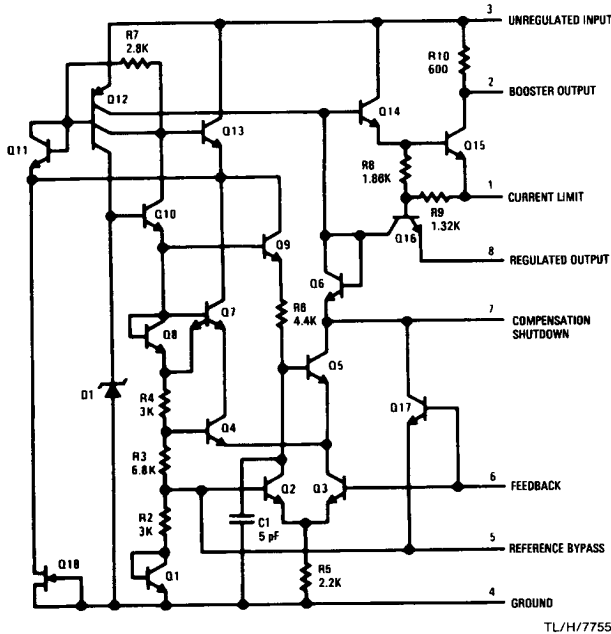 3 UNREGULATED INPUT
R7
2.8K
R10
600
Q12
2 BOOSTER OUTPUT
Q14
Q11
Q13
Q15
R8
1.86K
1 CURRENT LIMIT
R9
1.32K
Q10
Q16
Q9
8 REGULATED OUTPUT
Q6
R6
4.4K
7 COMPENSATION
SHUTDOWN
Q8
Q7
Q5
D1
R4
3K
Q17
Q4
R3
6.8K
6 FEEDBACK
Q2
Q3
R2
3K
C1
5 pF
5 REFERENCE BYPASS
Q18
Q1
R5
2.2K
4 GROUND
TL/H/7755